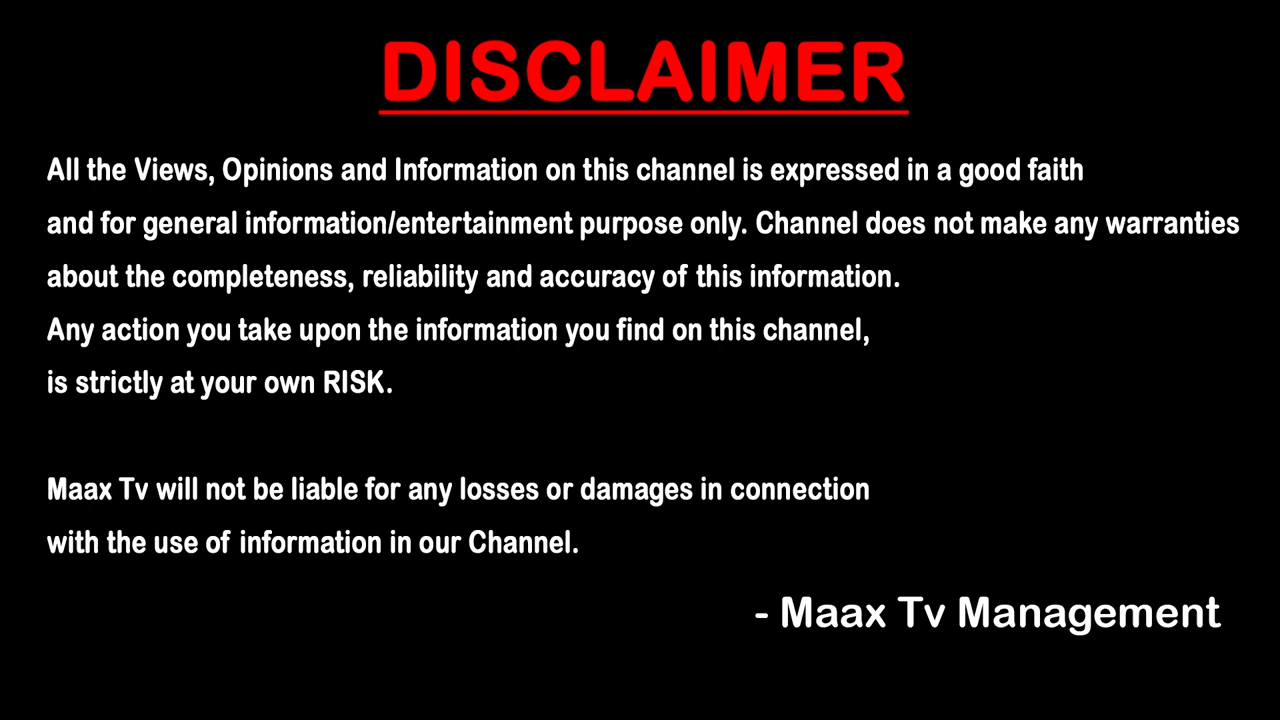 DISCLAIMER
All the Views, Opinions and Information on this channel is expressed in a good faith
and for general information/entertainment purpose only. Channel does not make any warranties
about the completeness, reliability and accuracy of this information.
Any action you take upon the information you find on this channel,
is strictly at your own RISK.
Maax Tv will not be liable for any losses or damages in connection
with the use of information in our Channel.
- Maax Tv Management